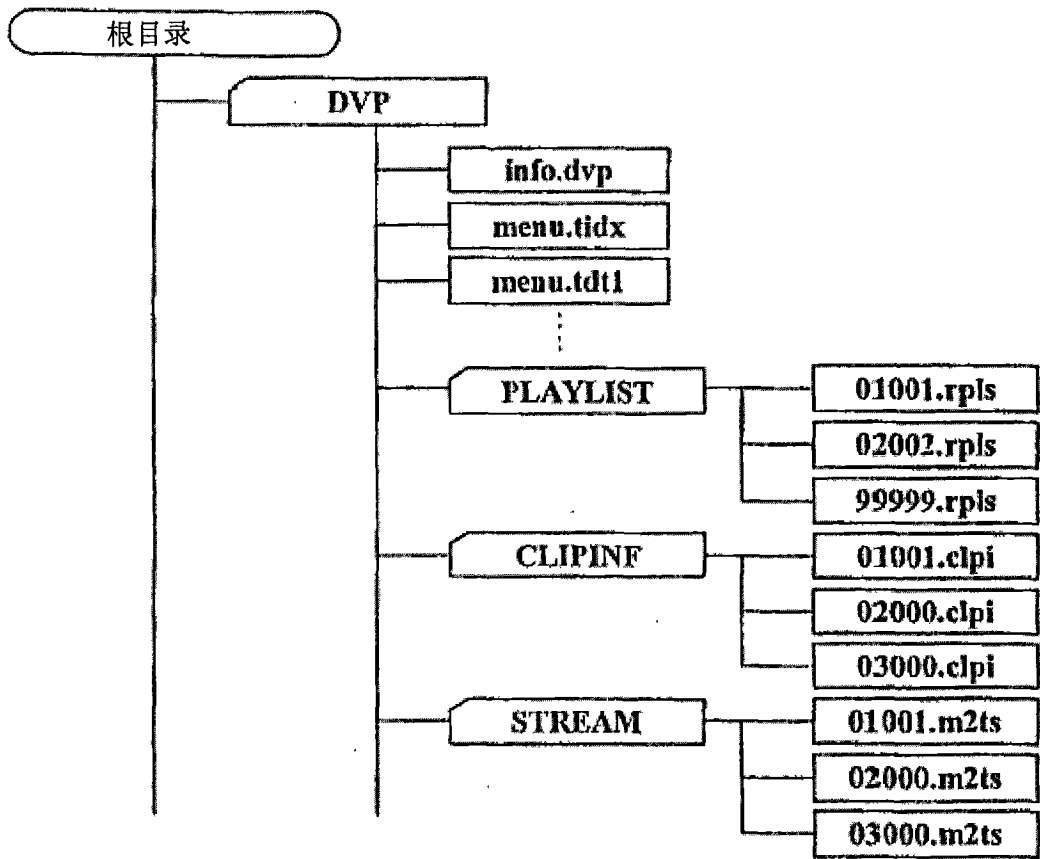 根目录
DVP
info.dvp
menu.tidx
menu.tdt1
PLAYLIST
01001.rpls
02002.rpls
99999.rpls
CLIPINF
01001.clpi
02000.clpi
03000.clpi
STREAM
01001.m2ts
02000.m2ts
03000.m2ts